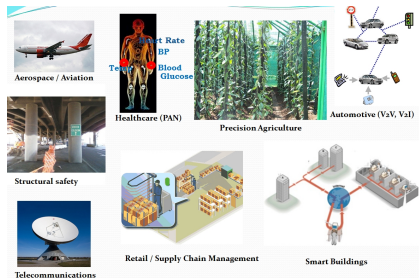 Heart Rate
BP
Temp
Blood
Glucose
Aerospace / Aviation
Healthcare (PAN)
Precision Agriculture
Automotive (V2V, V2I)
Structural safety
Retail / Supply Chain Management
Smart Buildings
Telecommunications